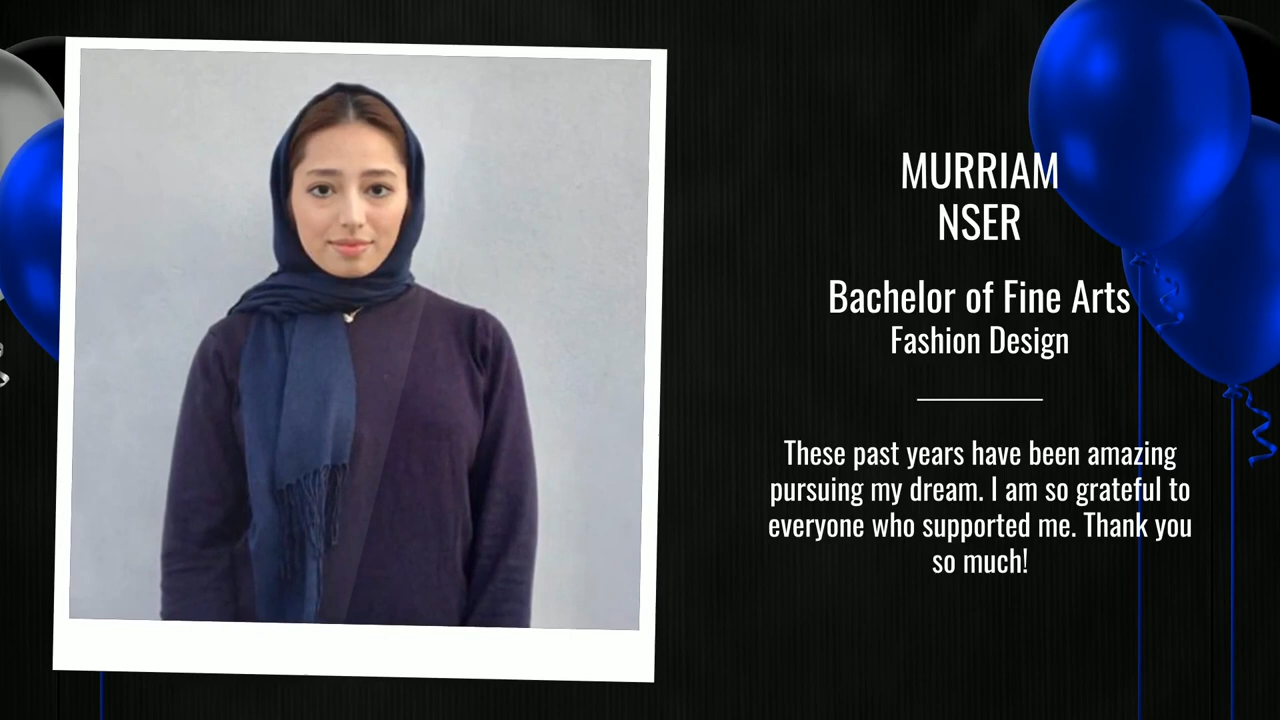 MURRIAM
NSER
Bachelor of Fine Arts
Fashion Design
These past years have been amazing
pursuing my dream. I am so grateful to
everyone who supported me. Thank you
so much!